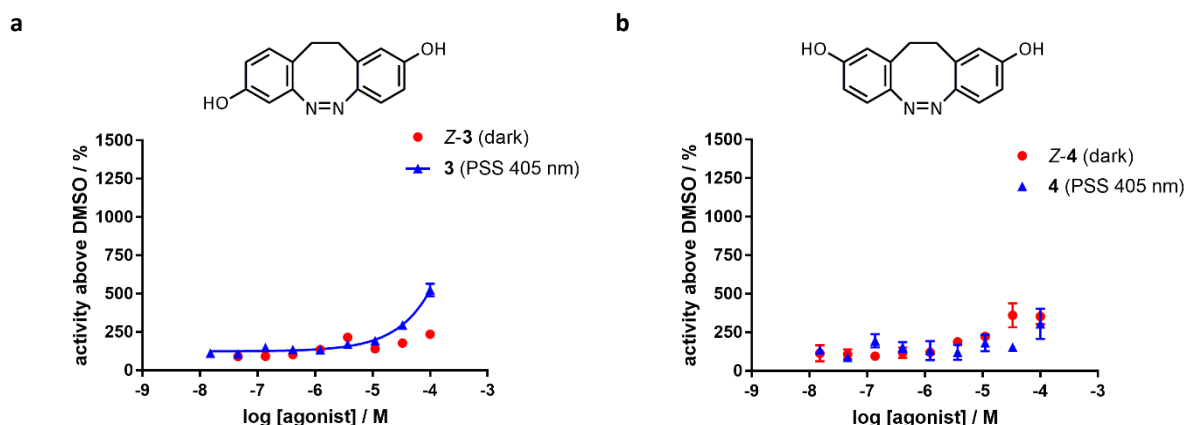 a
OH
HO
N=N
Z-3 (dark)
3 (PSS 405 nm)
activity above DMSO / %
1500
1250
1000
750
500
250
0
-9 -8 -7 -6 -5 -4 -3
log [agonist] / M
b
HO OH
N=N
Z-4 (dark)
4 (PSS 405 nm)
activity above DMSO / %
1500
1250
1000
750
500
250
0
-9 -8 -7 -6 -5 -4 -3
log [agonist] / M